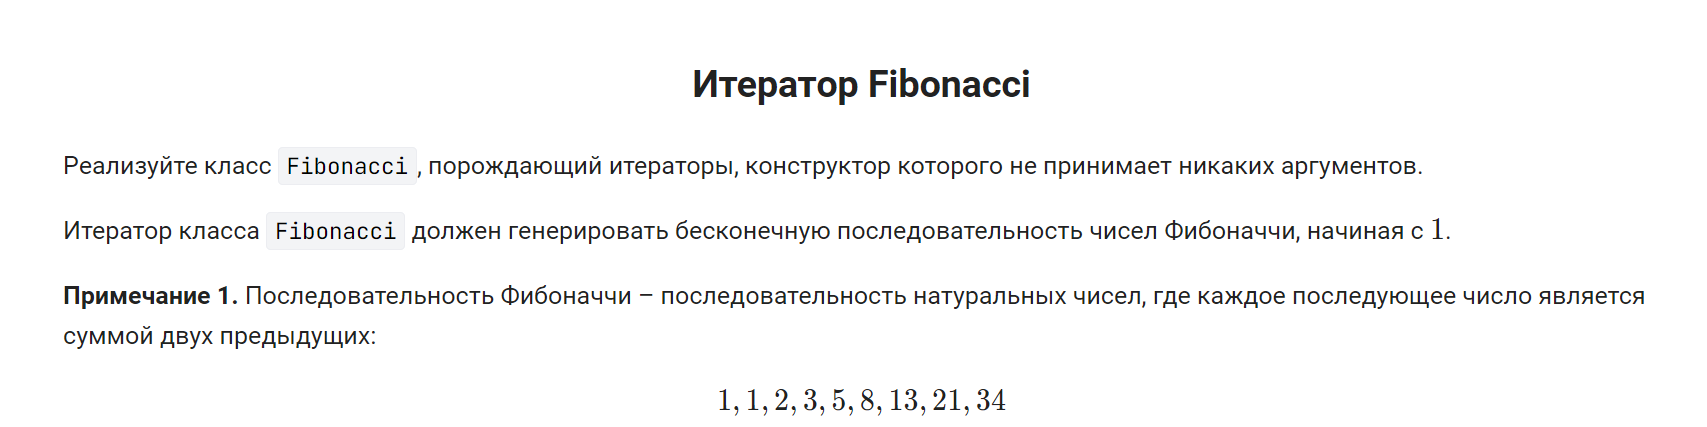 Итератор Fibonacci
Реализуйте класс Fibonacci, порождающий итераторы, конструктор которого не принимает никаких аргументов.
Итератор класса Fibonacci должен генерировать бесконечную последовательность чисел Фибоначчи, начиная с 1.
Примечание 1. Последовательность Фибоначчи – последовательность натуральных чисел, где каждое последующее число является
суммой двух предыдущих:
1, 1, 2, 3, 5, 8, 13, 21, 34